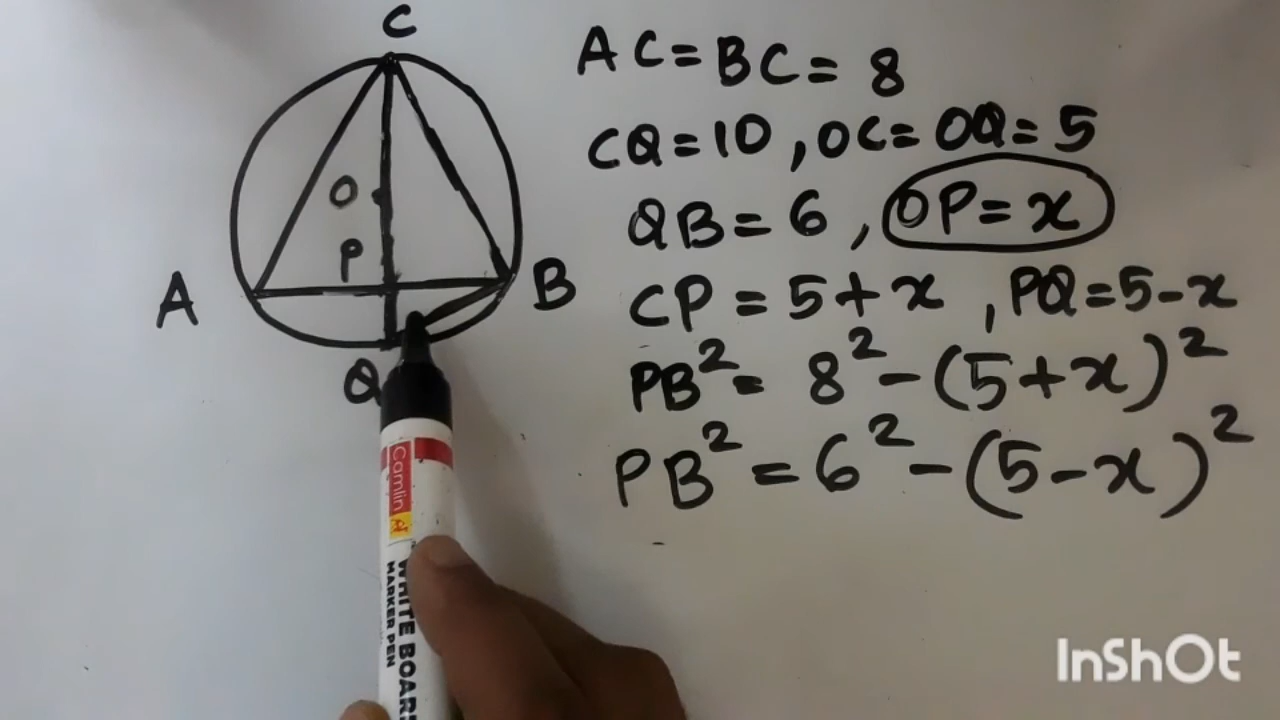 C
AC=BC=8
CQ=10, OC=OQ=5
O
QB=6, OP=x
P
A
B
CP=5+x, PQ=5-x
PB²=8²-(5+x)²
Q
PB²=6²-(5-x)²
Camlin
WHITE BOARD
MARKER PEN
InShOt